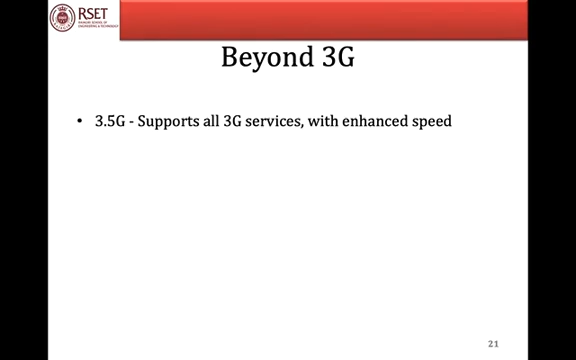 RSET
RAJAGIRI SCHOOL OF
ENGINEERING & TECHNOLOGY
Beyond 3G
• 3.5G - Supports all 3G services, with enhanced speed
21